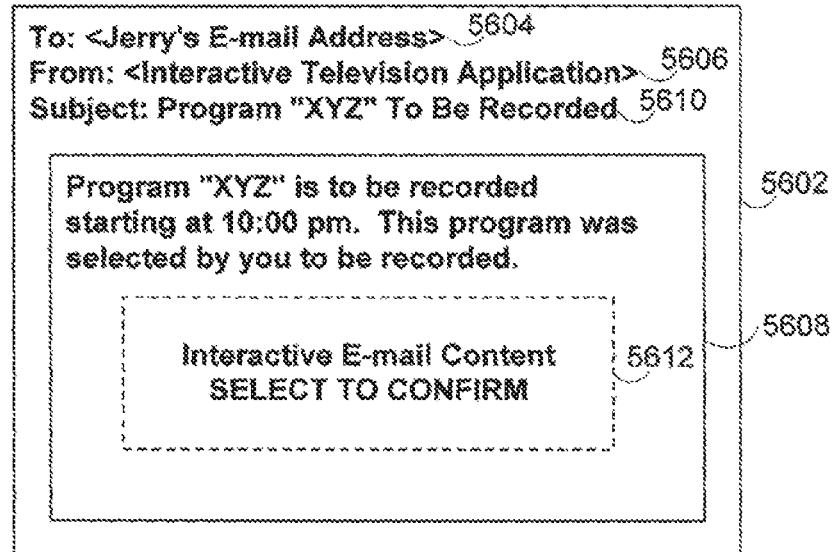 To: <Jerry's E-mail Address> 5604
From: <Interactive Television Application> 5606
Subject: Program "XYZ" To Be Recorded 5610
5602
Program "XYZ" is to be recorded
starting at 10:00 pm. This program was
selected by you to be recorded.
5608
Interactive E-mail Content 5612
SELECT TO CONFIRM